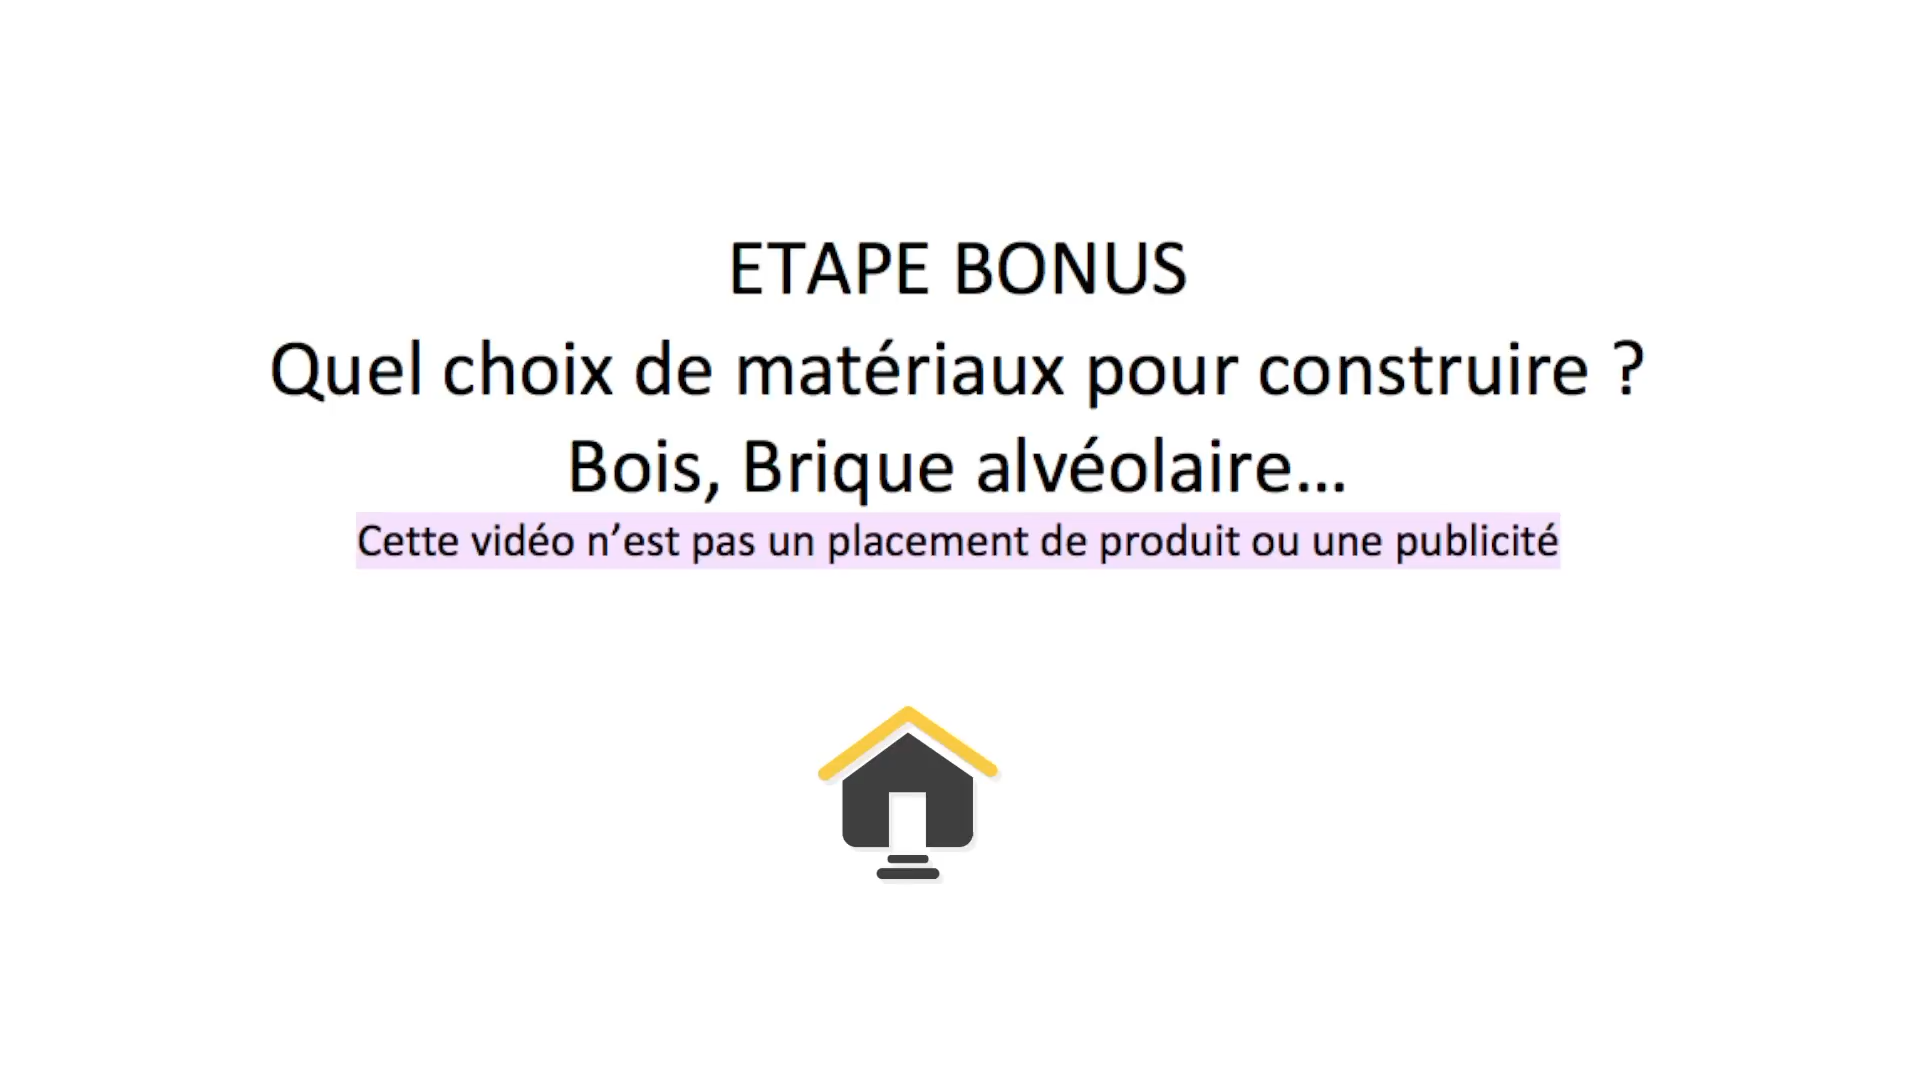 ETAPE BONUS
Quel choix de matériaux pour construire ?
Bois, Brique alvéolaire...
Cette vidéo n’est pas un placement de produit ou une publicité